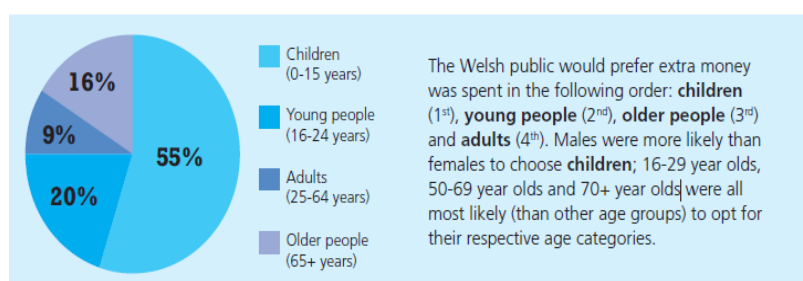 16%
9%
20%
55%
Children
(0-15 years)
Young people
(16-24 years)
Adults
(25-64 years)
Older people
(65+ years)
The Welsh public would prefer extra money
was spent in the following order: children
(1st), young people (2nd), older people (3rd)
and adults (4th). Males were more likely than
females to choose children; 16-29 year olds,
50-69 year olds and 70+ year olds were all
most likely (than other age groups) to opt for
their respective age categories.